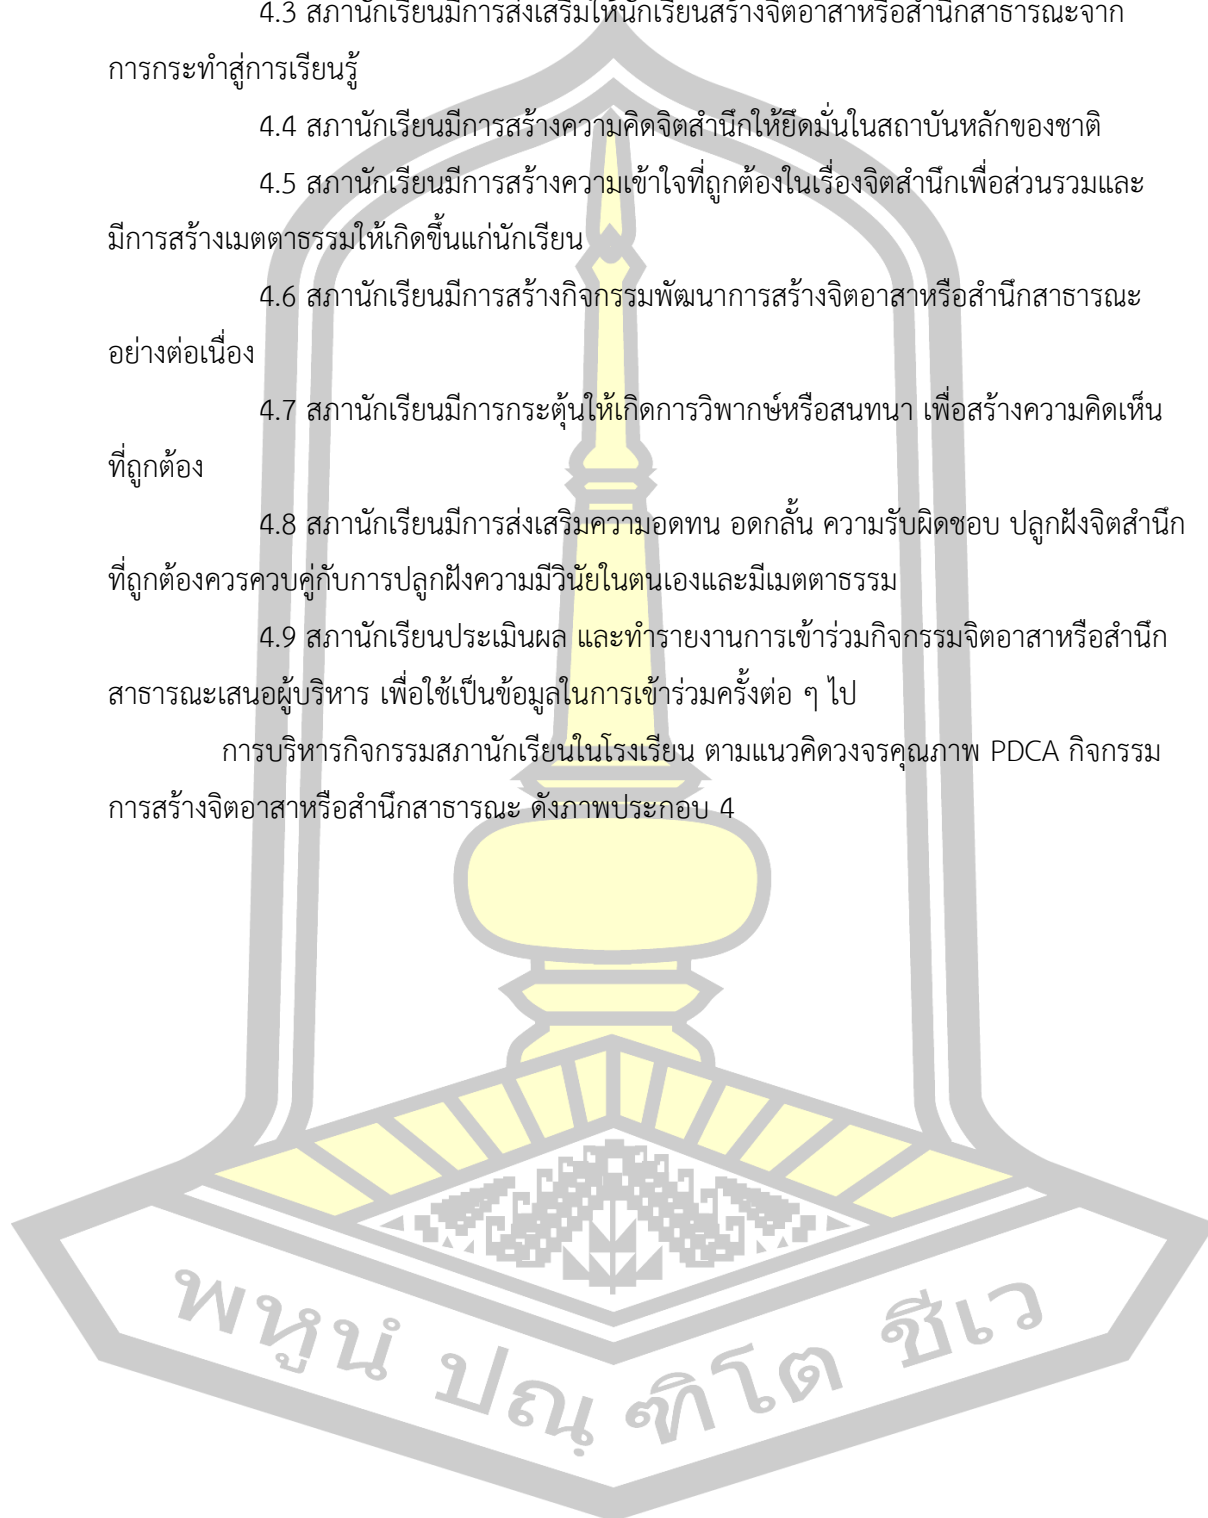 4.3 สภานักเรียนมีการส่งเสริมให้นักเรียนสร้างจิตอาสาหรือสำนึกสาธารณะจาก
การกระทำสู่การเรียนรู้
4.4 สภานักเรียนมีการสร้างความคิดจิตสำนึกให้ยึดมั่นในสถาบันหลักของชาติ
4.5 สภานักเรียนมีการสร้างความเข้าใจที่ถูกต้องในเรื่องจิตสำนึกเพื่อส่วนรวมและ
มีการสร้างเมตตาธรรมให้เกิดขึ้นแก่นักเรียน
4.6 สภานักเรียนมีการสร้างกิจกรรมพัฒนาการสร้างจิตอาสาหรือสำนึกสาธารณะ
อย่างต่อเนื่อง
4.7 สภานักเรียนมีการกระตุ้นให้เกิดการวิพากษ์หรือสนทนา เพื่อสร้างความคิดเห็น
ที่ถูกต้อง
4.8 สภานักเรียนมีการส่งเสริมความอดทน อดกลั้น ความรับผิดชอบ ปลูกฝังจิตสำนึก
ที่ถูกต้องควรควบคู่กับการปลูกฝังความมีวินัยในตนเองและมีเมตตาธรรม
4.9 สภานักเรียนประเมินผล และทำรายงานการเข้าร่วมกิจกรรมจิตอาสาหรือสำนึก
สาธารณะเสนอผู้บริหาร เพื่อใช้เป็นข้อมูลในการเข้าร่วมครั้งต่อ ๆ ไป
การบริหารกิจกรรมสภานักเรียนในโรงเรียน ตามแนวคิดวงจรคุณภาพ PDCA กิจกรรม
การสร้างจิตอาสาหรือสำนึกสาธารณะ ดังภาพประกอบ 4
พหูนํ ปณฺฑิโต ชีเว